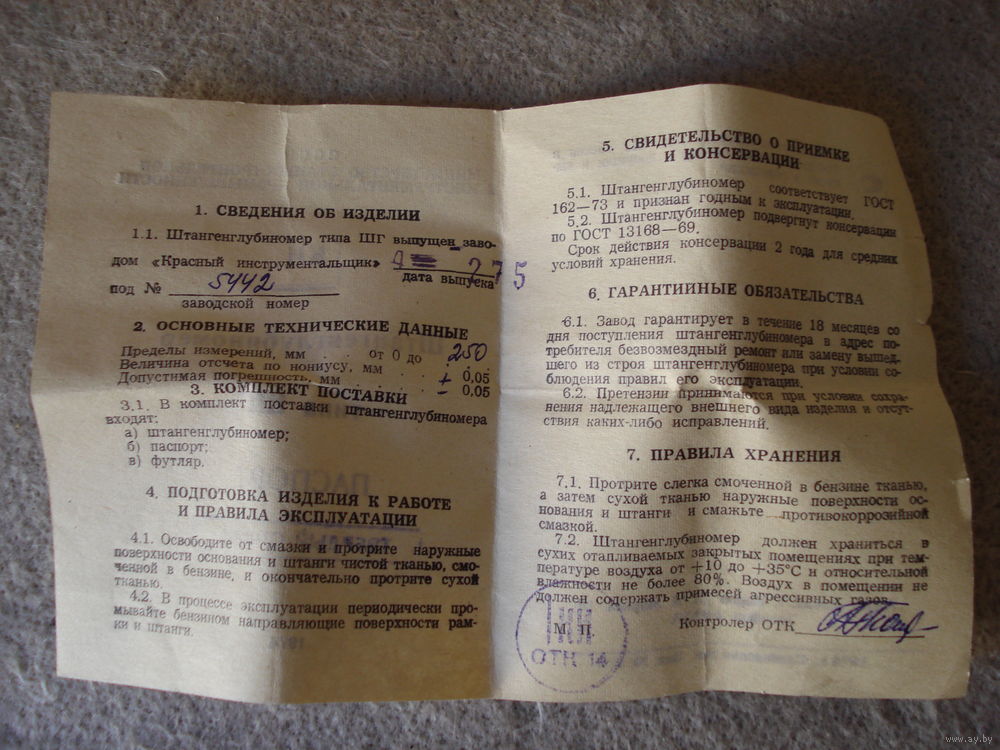 1. СВЕДЕНИЯ ОБ ИЗДЕЛИИ
1.1. Штангенглубиномер типа ШГ выпущен заво-
дом «Красный инструментальщик» 275
дата выпуска
под № 5442
заводской номер
2. ОСНОВНЫЕ ТЕХНИЧЕСКИЕ ДАННЫЕ
Пределы измерений, мм . . от 0 до 250
Величина отсчета по нониусу, мм . . . 0,05
Допустимая погрешность, мм . . . . ± 0,05
3. КОМПЛЕКТ ПОСТАВКИ
3.1. В комплект поставки штангенглубиномера
входят:
а) штангенглубиномер;
б) паспорт;
в) футляр.
4. ПОДГОТОВКА ИЗДЕЛИЯ К РАБОТЕ
И ПРАВИЛА ЭКСПЛУАТАЦИИ
4.1. Освободите от смазки и протрите наружные
поверхности основания и штанги чистой тканью, смо-
ченной в бензине, и окончательно протрите сухой
тканью.
4.2. В процессе эксплуатации периодически про-
мывайте бензином направляющие поверхности рам-
ки и штанги.
5. СВИДЕТЕЛЬСТВО О ПРИЕМКЕ
И КОНСЕРВАЦИИ
5.1. Штангенглубиномер соответствует ГОСТ
162—73 и признан годным к эксплуатации.
5.2. Штангенглубиномер подвергнут консервации
по ГОСТ 13168—69.
Срок действия консервации 2 года для средних
условий хранения.
6. ГАРАНТИЙНЫЕ ОБЯЗАТЕЛЬСТВА
6.1. Завод гарантирует в течение 18 месяцев со
дня поступления штангенглубиномера в адрес по-
требителя безвозмездный ремонт или замену вышед-
шего из строя штангенглубиномера при условии со-
блюдения правил его эксплуатации.
6.2. Претензии принимаются при условии сохра-
нения надлежащего внешнего вида изделия и отсут-
ствия каких-либо исправлений.
7. ПРАВИЛА ХРАНЕНИЯ
7.1. Протрите слегка смоченной в бензине тканью,
а затем сухой тканью наружные поверхности ос-
нования и штанги и смажьте противокоррозийной
смазкой.
7.2. Штангенглубиномер должен храниться в
сухих отапливаемых закрытых помещениях при тем-
пературе воздуха от +10 до +35°С и относительной
влажности не более 80%. Воздух в помещении не
должен содержать примесей агрессивных газов.
М. П. Контролер ОТК
ОТК 14
www.ay.by